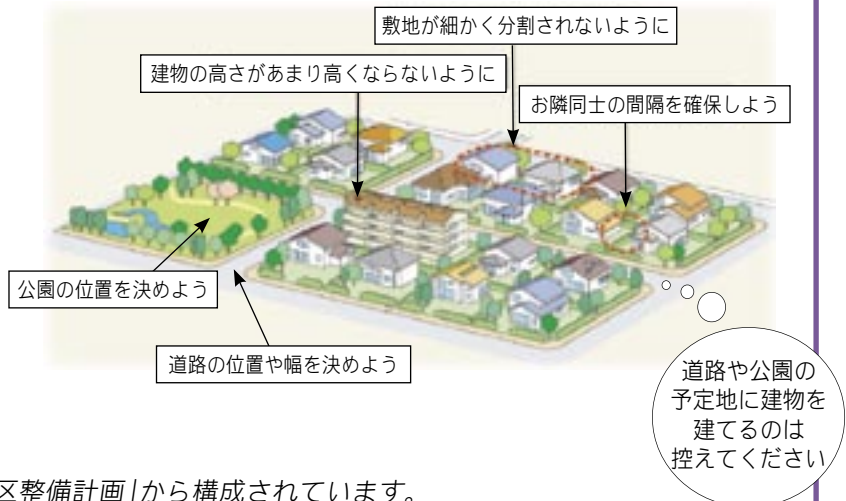 敷地が細かく分割されないように
建物の高さがあまり高くならないように
お隣同士の間隔を確保しよう
公園の位置を決めよう
道路の位置や幅を決めよう
道路や公園の
予定地に建物を
建てるのは
控えてください
区整備計画」から構成されています。